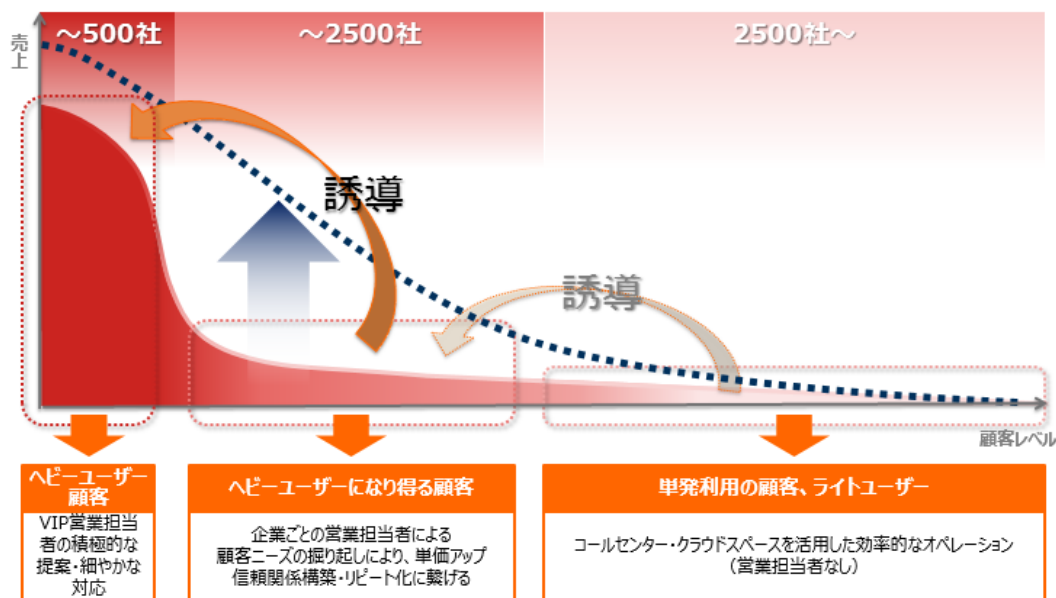 ～500社
～2500社
2500社～
売上
誘導
誘導
顧客レベル
ヘビーユーザー
顧客
VIP営業担当
者の積極的な
提案・細やかな
対応
ヘビーユーザーになり得る顧客
企業ごとの営業担当者による
顧客ニーズの掘り起しにより、単価アップ
信頼関係構築・リピート化に繋げる
単発利用の顧客、ライトユーザー
コールセンター・クラウドスペースを活用した効率的なオペレーション
（営業担当者なし）